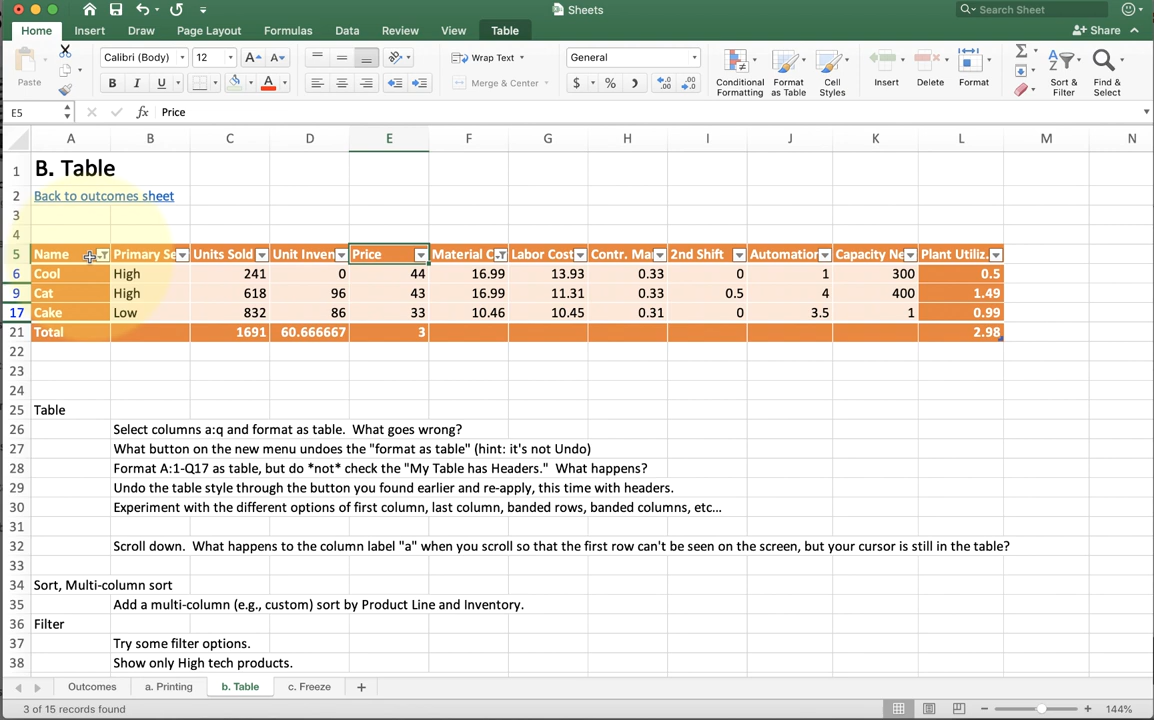 Sheets
Search Sheet
Home Insert Draw Page Layout Formulas Data Review View Table
Share
Paste
Calibri (Body) 12
B I U
Wrap Text
Merge & Center
General
$ %
Conditional Formatting
Format as Table
Cell Styles
Insert
Delete
Format
Sort & Filter
Find & Select
E5 fx Price
A B C D E F G H I J K L M N
1 B. Table
2 Back to outcomes sheet
3
4
5 Name Primary Se Units Sold Unit Inven Price Material C Labor Cost Contr. Ma 2nd Shift Automation Capacity Ne Plant Utiliz.
6 Cool High 241 0 44 16.99 13.93 0.33 0 1 300 0.5
9 Cat High 618 96 43 16.99 11.31 0.33 0.5 4 400 1.49
17 Cake Low 832 86 33 10.46 10.45 0.31 0 3.5 1 0.99
21 Total 1691 60.666667 3 2.98
22
23
24
25 Table
26 Select columns a:q and format as table. What goes wrong?
27 What button on the new menu undoes the "format as table" (hint: it's not Undo)
28 Format A:1-Q17 as table, but do *not* check the "My Table has Headers." What happens?
29 Undo the table style through the button you found earlier and re-apply, this time with headers.
30 Experiment with the different options of first column, last column, banded rows, banded columns, etc...
31
32 Scroll down. What happens to the column label "a" when you scroll so that the first row can't be seen on the screen, but your cursor is still in the table?
33
34 Sort, Multi-column sort
35 Add a multi-column (e.g., custom) sort by Product Line and Inventory.
36 Filter
37 Try some filter options.
38 Show only High tech products.
Outcomes a. Printing b. Table c. Freeze +
3 of 15 records found
144%